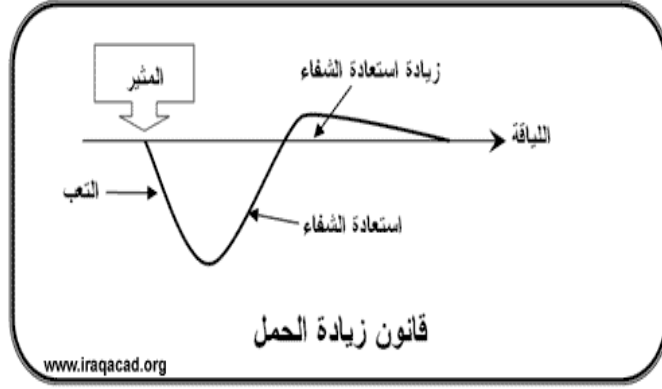 المثير
زيادة استعادة الشفاء
اللياقة
التعب
استعادة الشفاء
قانون زيادة الحمل
www.iraqacad.org